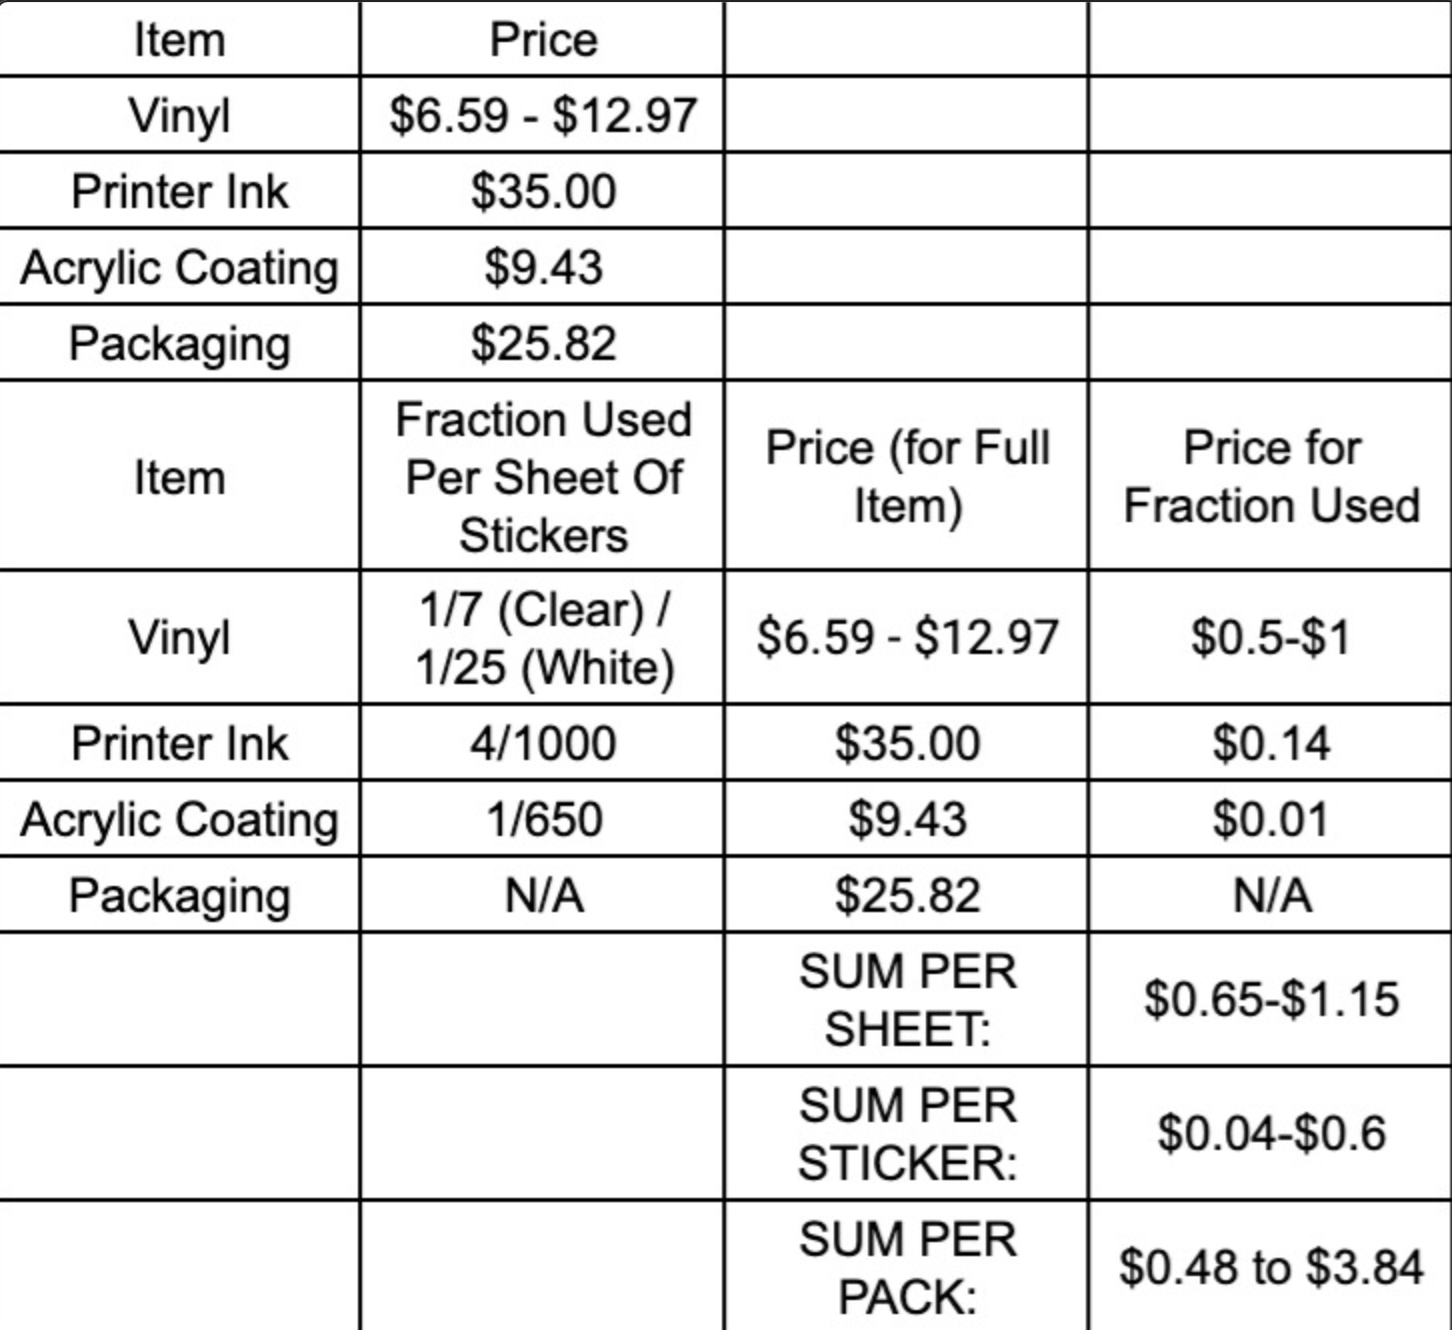 Item Price
Vinyl $6.59 - $12.97
Printer Ink $35.00
Acrylic Coating $9.43
Packaging $25.82
Item
Fraction Used
Per Sheet Of
Stickers
Price (for Full
Item)
Price for
Fraction Used
Vinyl
1/7 (Clear) /
1/25 (White)
$6.59 - $12.97
$0.5-$1
Printer Ink 4/1000 $35.00 $0.14
Acrylic Coating 1/650 $9.43 $0.01
Packaging N/A $25.82 N/A
SUM PER
SHEET:
$0.65-$1.15
SUM PER
STICKER:
$0.04-$0.6
SUM PER
PACK:
$0.48 to $3.84